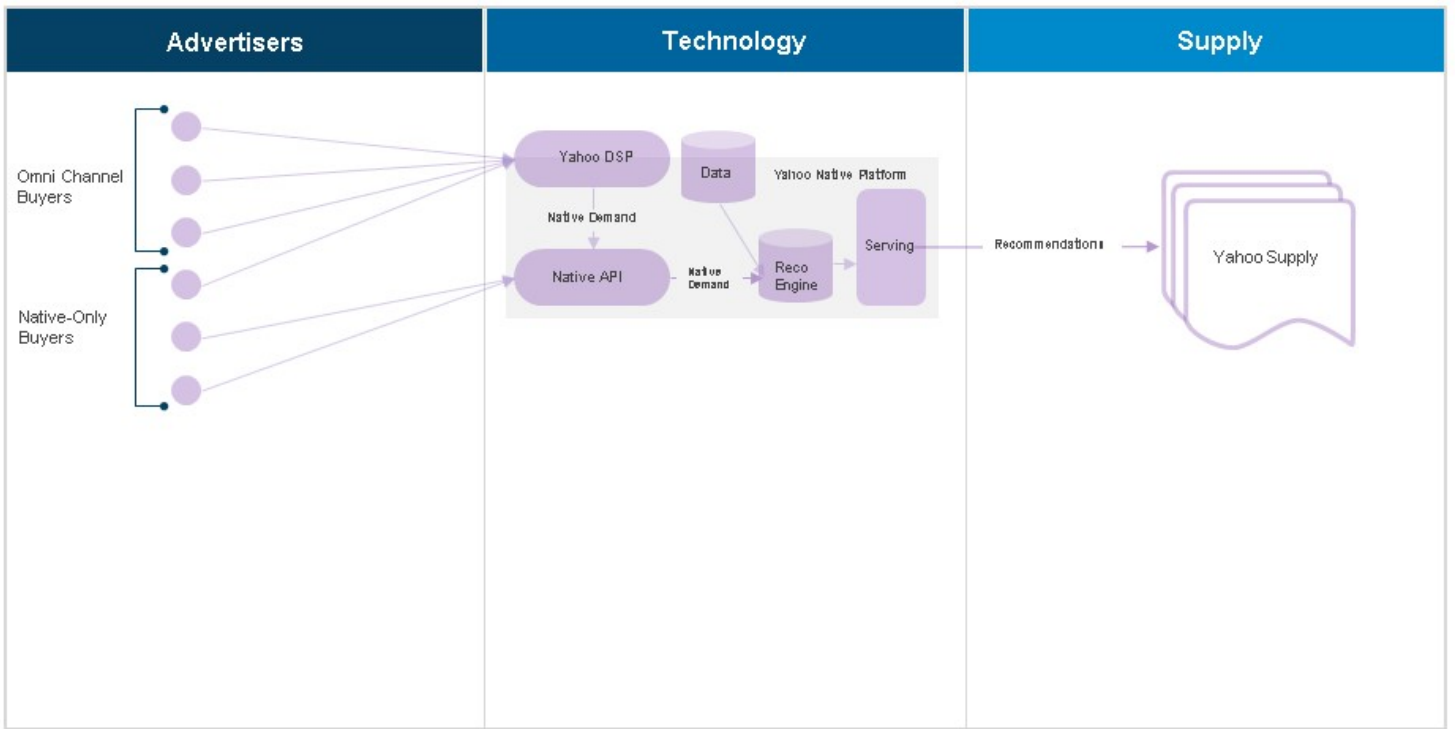 Advertisers
Technology
Supply
Omni Channel
Buyers
Native-Only
Buyers
Yahoo DSP
Data
Yahoo Native Platform
Native Demand
Serving
Native API
Native
Demand
Reco
Engine
Recommendations
Yahoo Supply